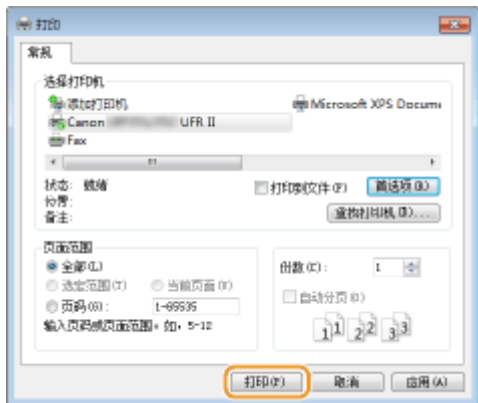 打印
常规
选择打印机
添加打印机
Microsoft XPS Docume
Canon UFR II
Fax
状态: 就绪
打印到文件(F)
首选项(R)
位置:
备注:
查找打印机(D)...
页面范围
全部(L)
选定范围(T)
当前页面(U)
页码(G):
1-65535
输入页码或页面范围。如，5-12
份数(C):
1
自动分页(O)
11 22 33
打印(P)
取消
应用(A)